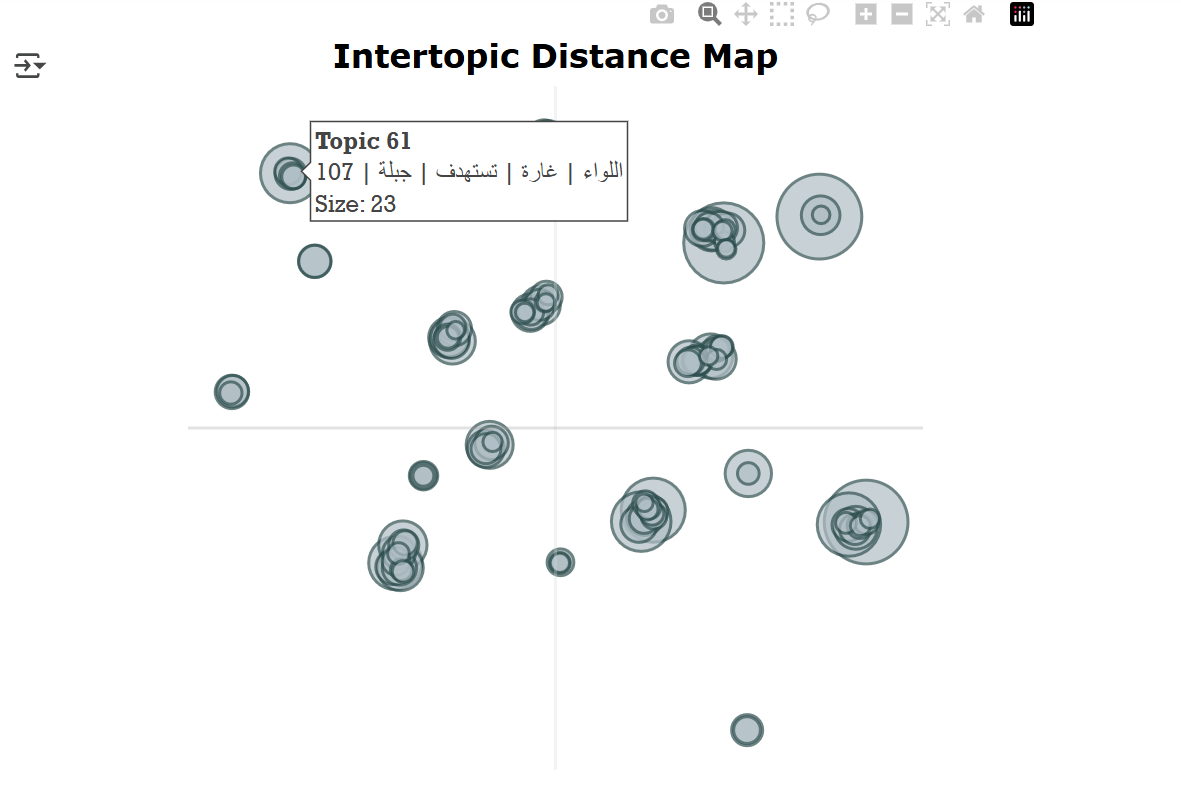 Intertopic Distance Map
Topic 61
اللواء | غارة | تستهدف | جبلة | 107
Size: 23